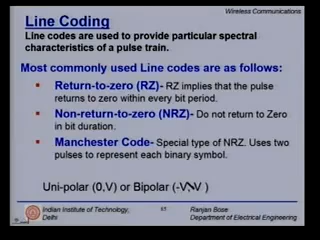 Wireless Communications
Line Coding
Line codes are used to provide particular spectral
characteristics of a pulse train.
Most commonly used Line codes are as follows:
Return-to-zero (RZ)- RZ implies that the pulse
returns to zero within every bit period.
Non-return-to-zero (NRZ)- Do not return to Zero
in bit duration.
Manchester Code- Special type of NRZ. Uses two
pulses to represent each binary symbol.
Uni-polar (0,V) or Bipolar (-V,V )
Indian Institute of Technology,
Delhi
Ranjan Bose
Department of Electrical Engineering